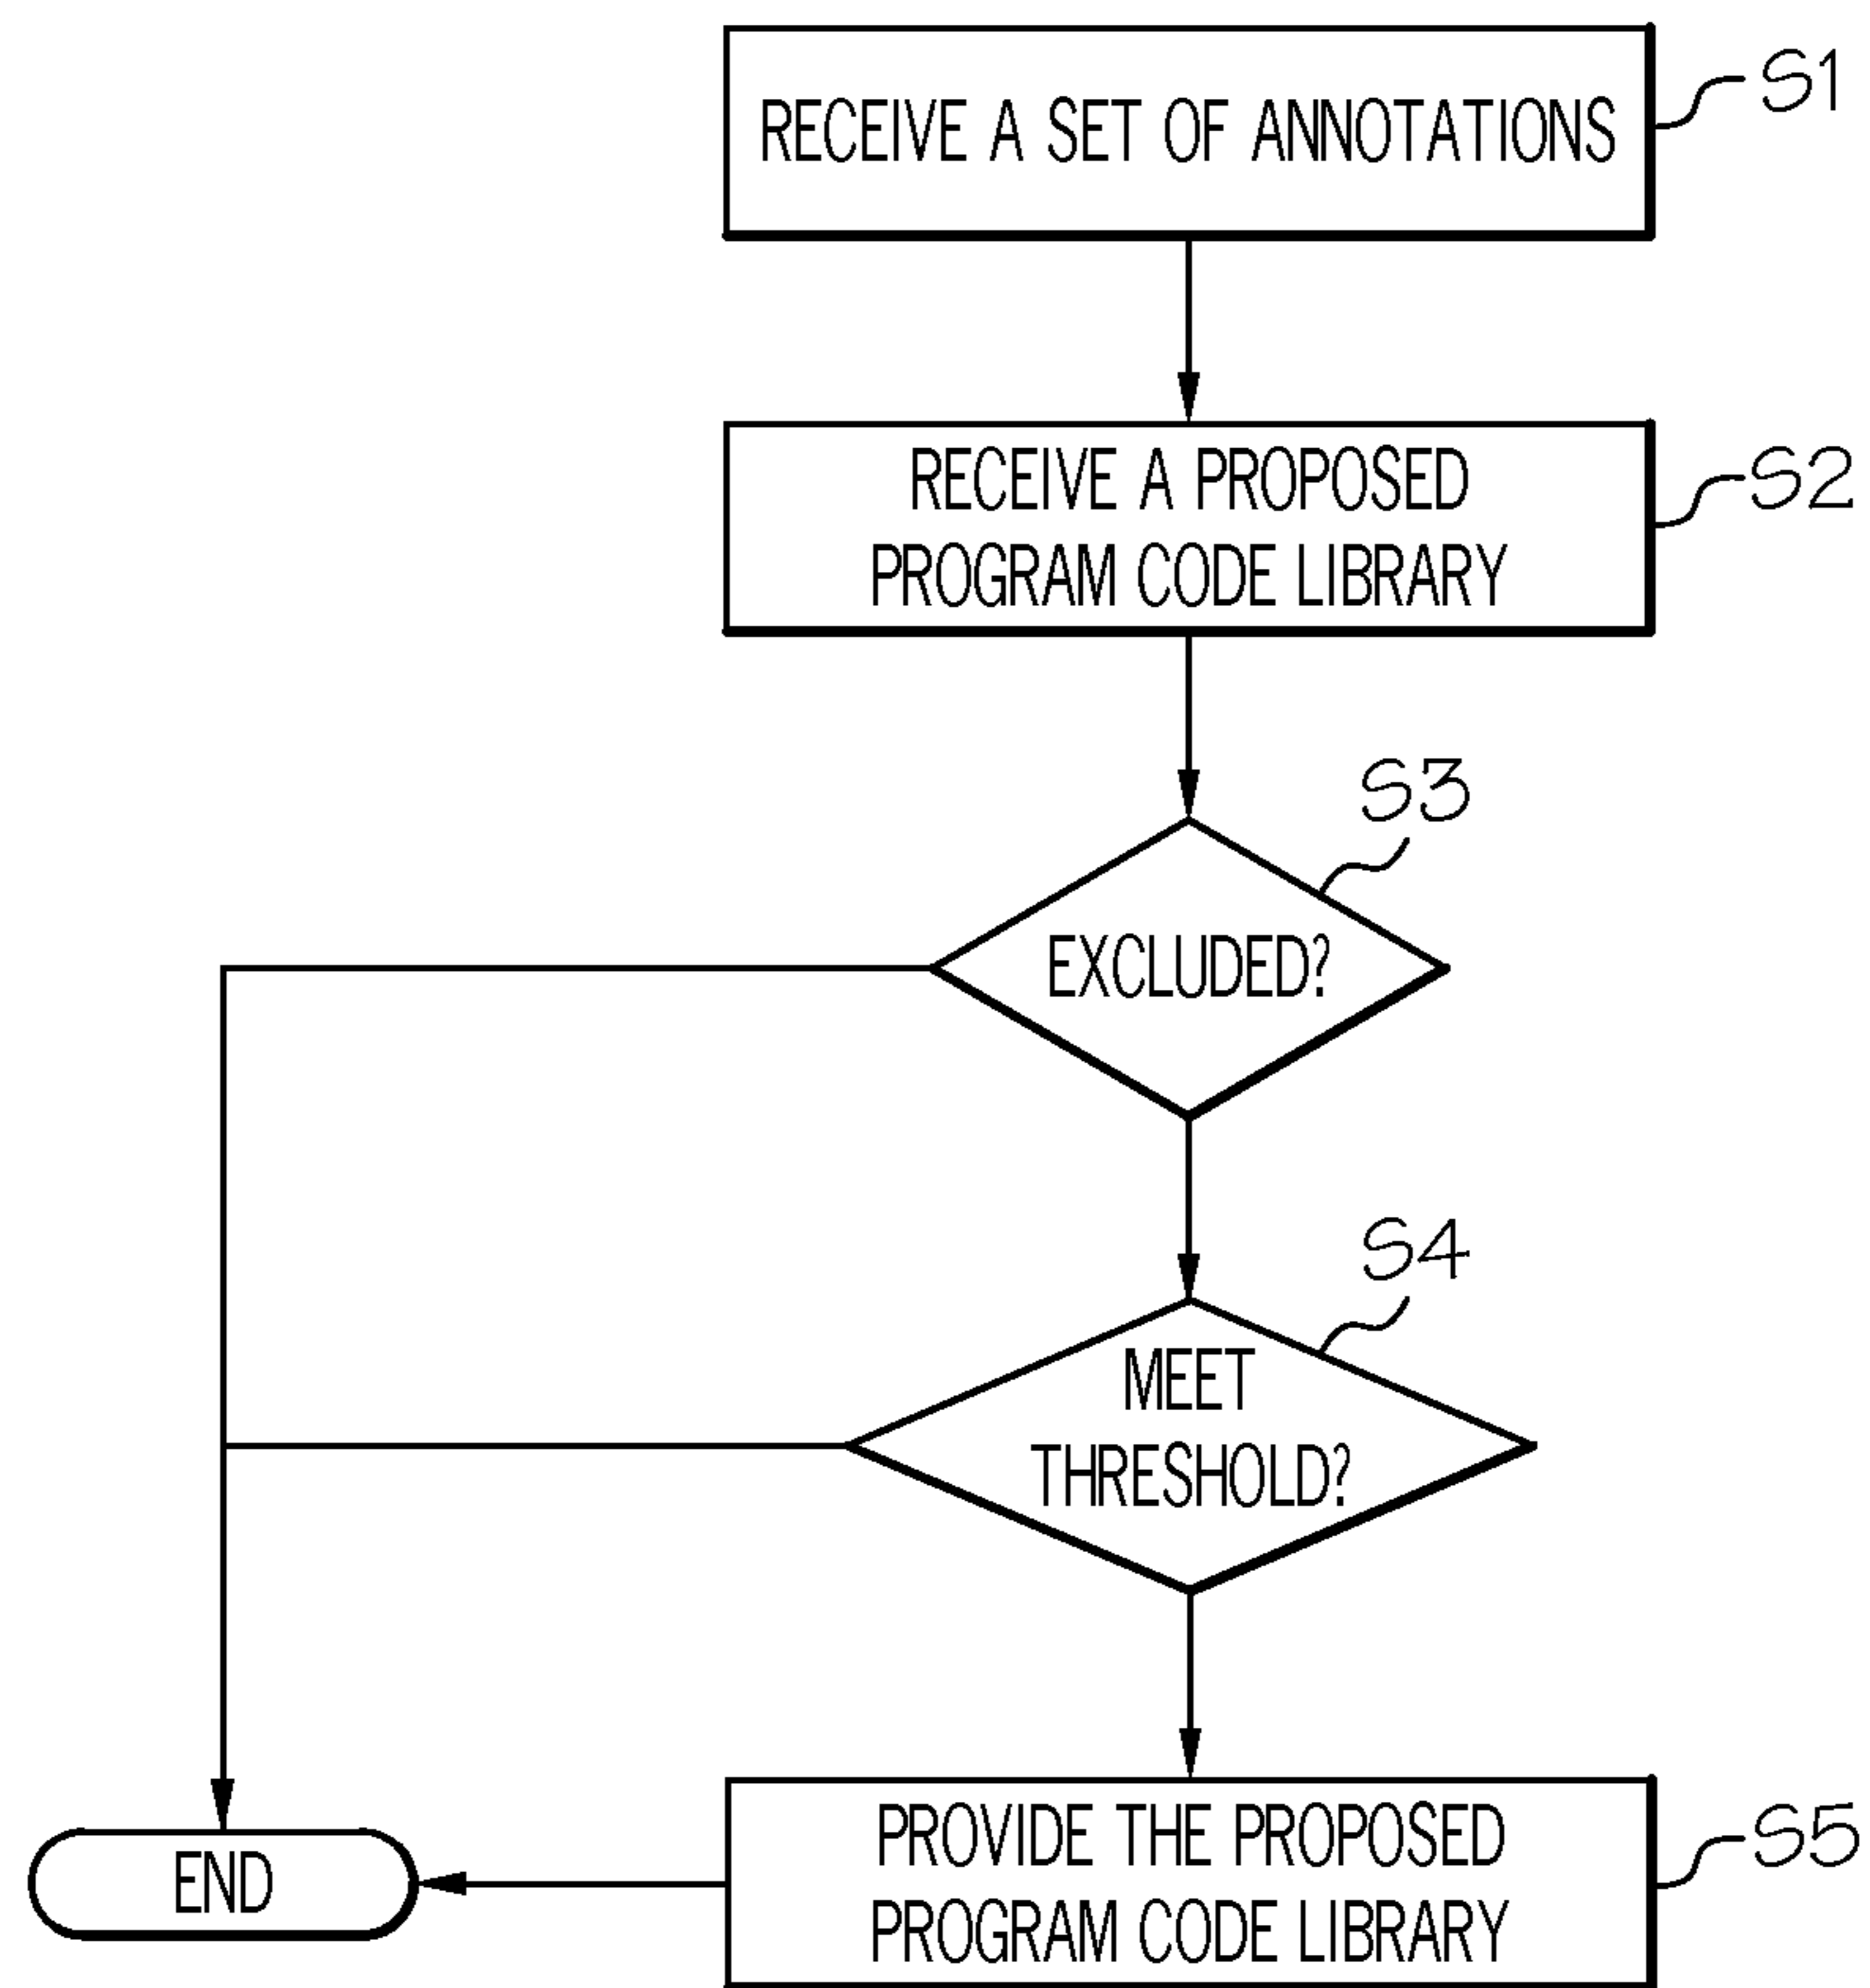 RECEIVE A SET OF ANNOTATIONS
S1
RECEIVE A PROPOSED
PROGRAM CODE LIBRARY
S2
S3
EXCLUDED?
S4
MEET
THRESHOLD?
PROVIDE THE PROPOSED
PROGRAM CODE LIBRARY
S5
END